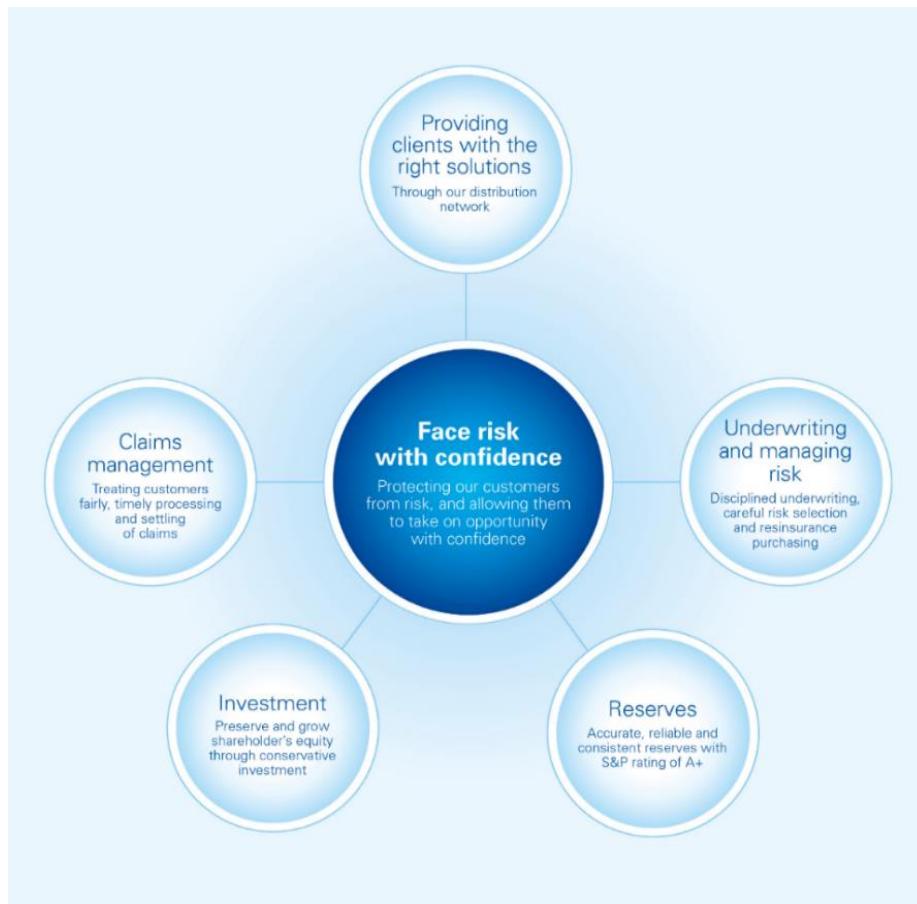 Providing
clients with the
right solutions
Through our distribution
network
Face risk
with confidence
Protecting our customers
from risk, and allowing them
to take on opportunity
with confidence
Claims
management
Treating customers
fairly, timely processing
and settling
of claims
Underwriting
and managing
risk
Disciplined underwriting,
careful risk selection
and resinsurance
purchasing
Investment
Preserve and grow
shareholder's equity
through conservative
investment
Reserves
Accurate, reliable and
consistent reserves with
S&P rating of A+